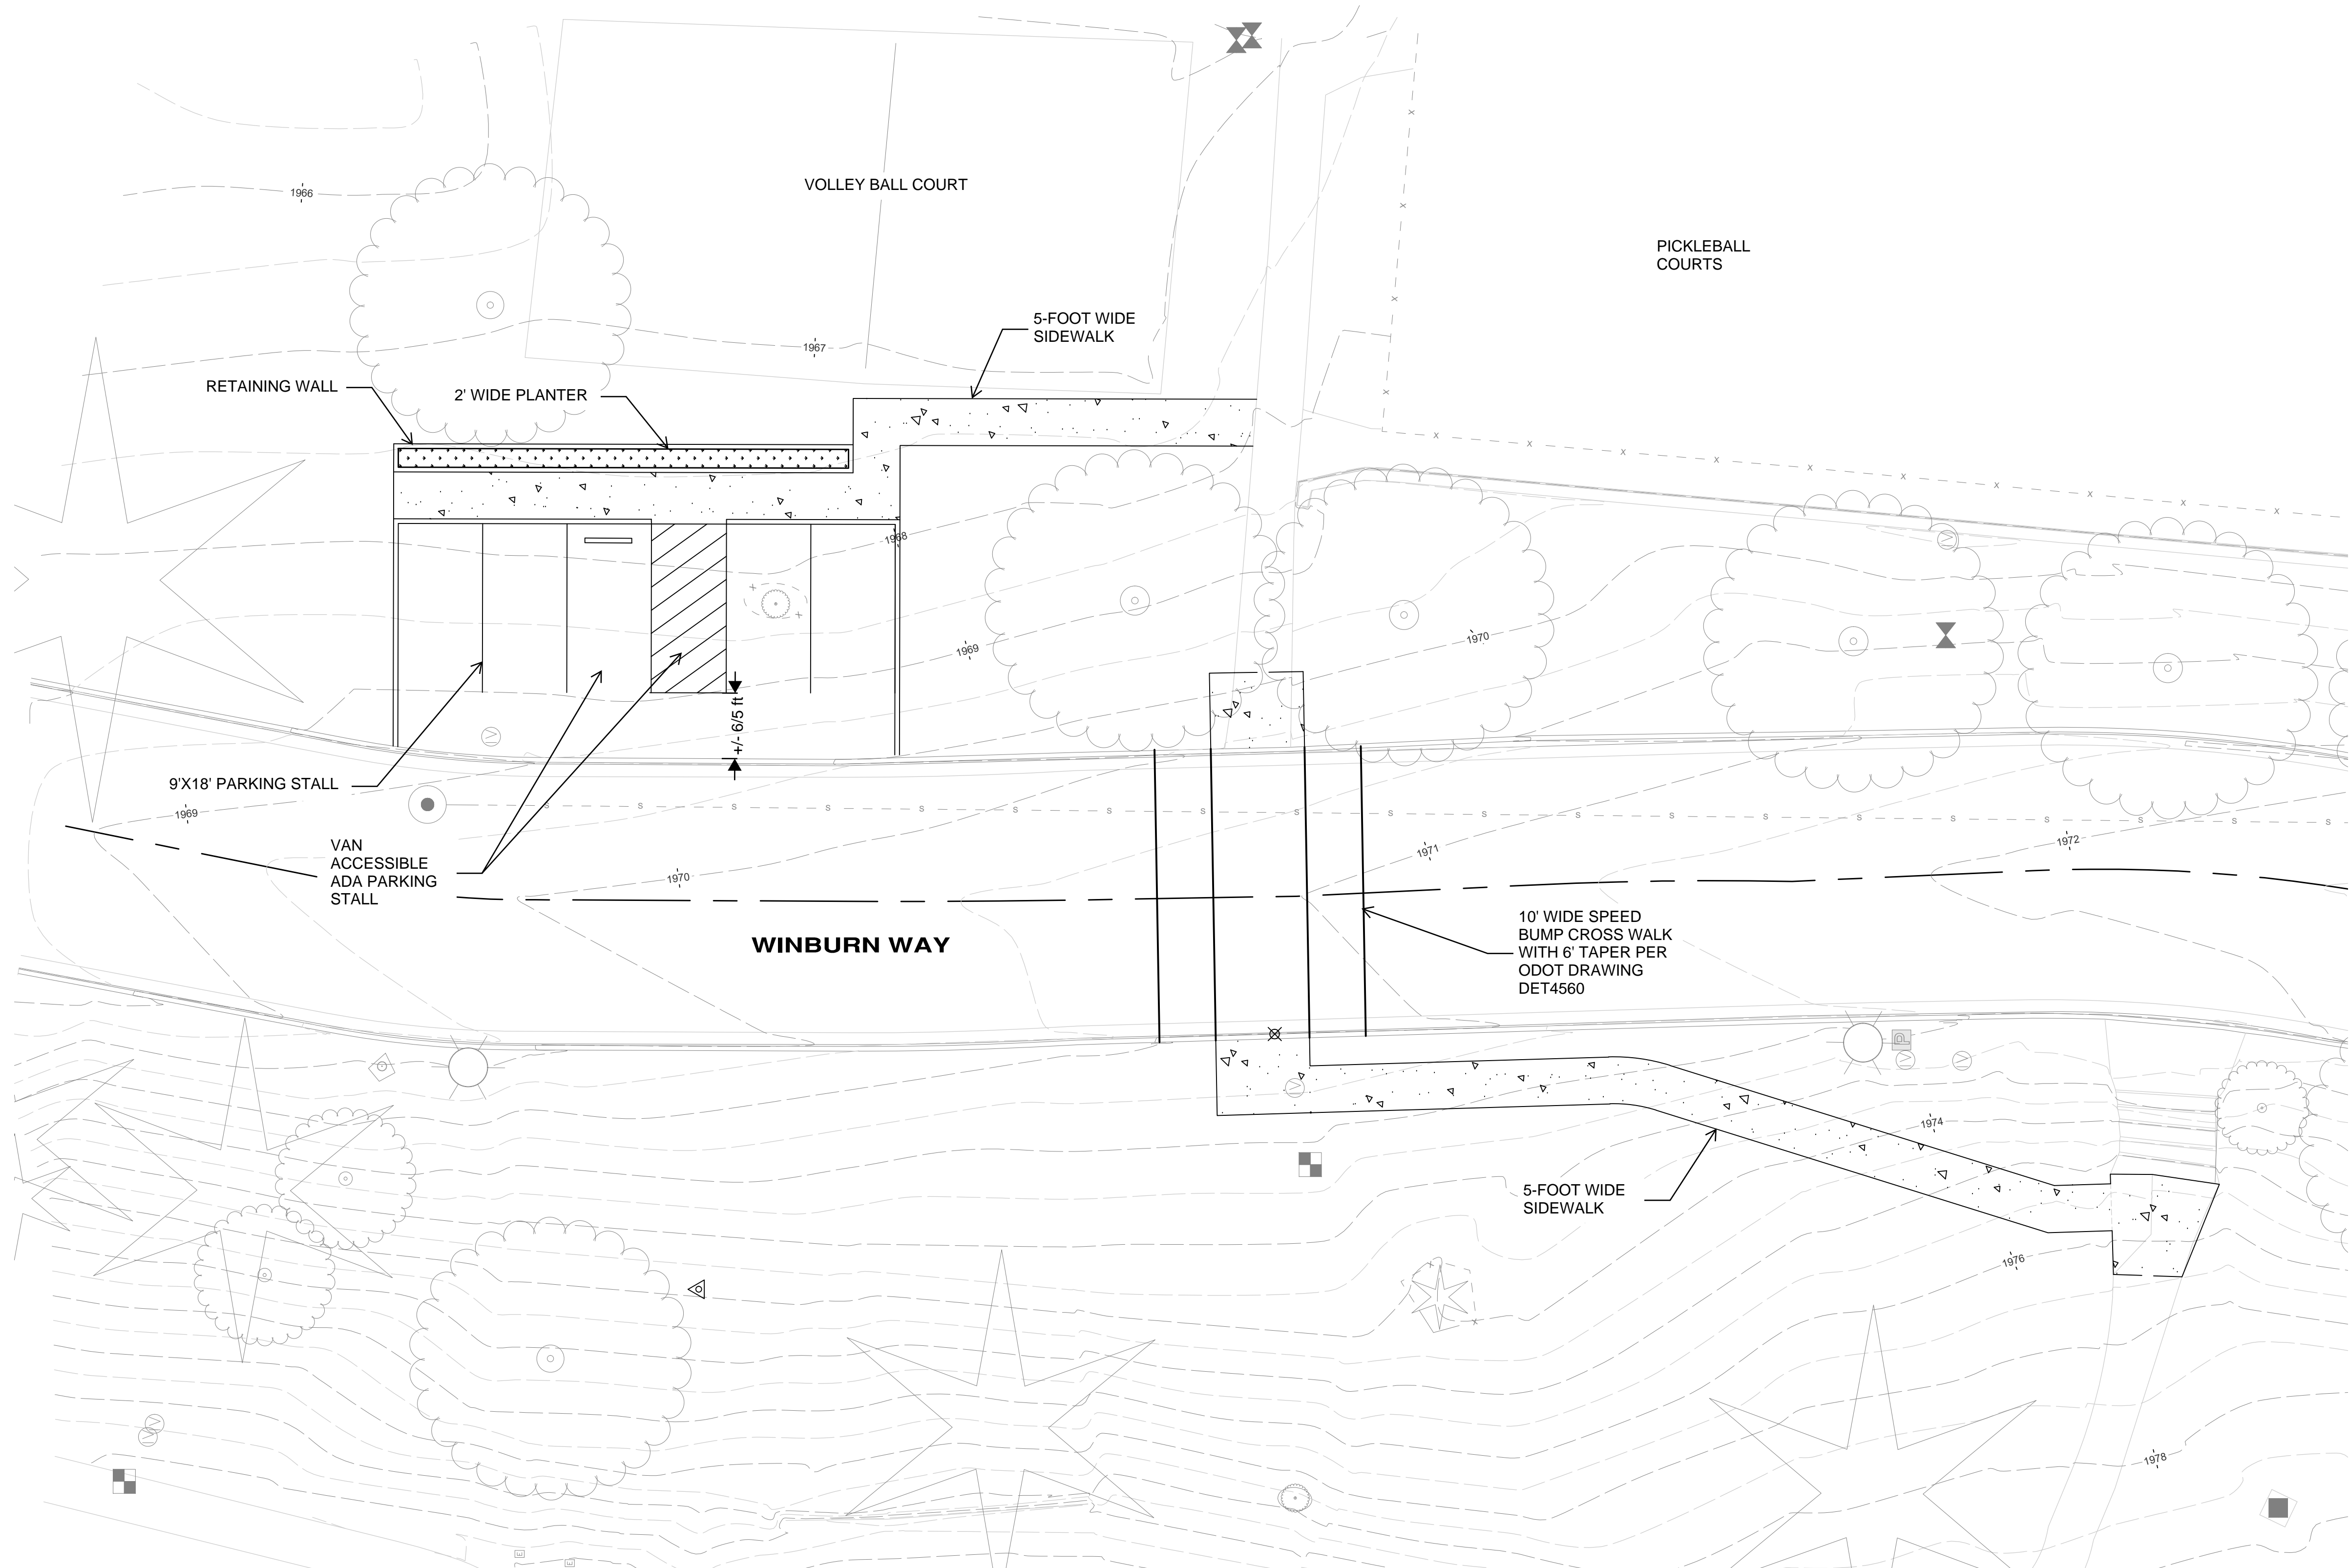 VOLLEY BALL COURT
PICKLEBALL
COURTS
1966
1967
5-FOOT WIDE
SIDEWALK
RETAINING WALL
2' WIDE PLANTER
1968
1969
1970
+/- 6/5 ft
9'X18' PARKING STALL
1969
VAN
ACCESSIBLE
ADA PARKING
STALL
1970
1971
1972
WINBURN WAY
10' WIDE SPEED
BUMP CROSS WALK
WITH 6' TAPER PER
ODOT DRAWING
DET4560
1974
5-FOOT WIDE
SIDEWALK
1976
1978